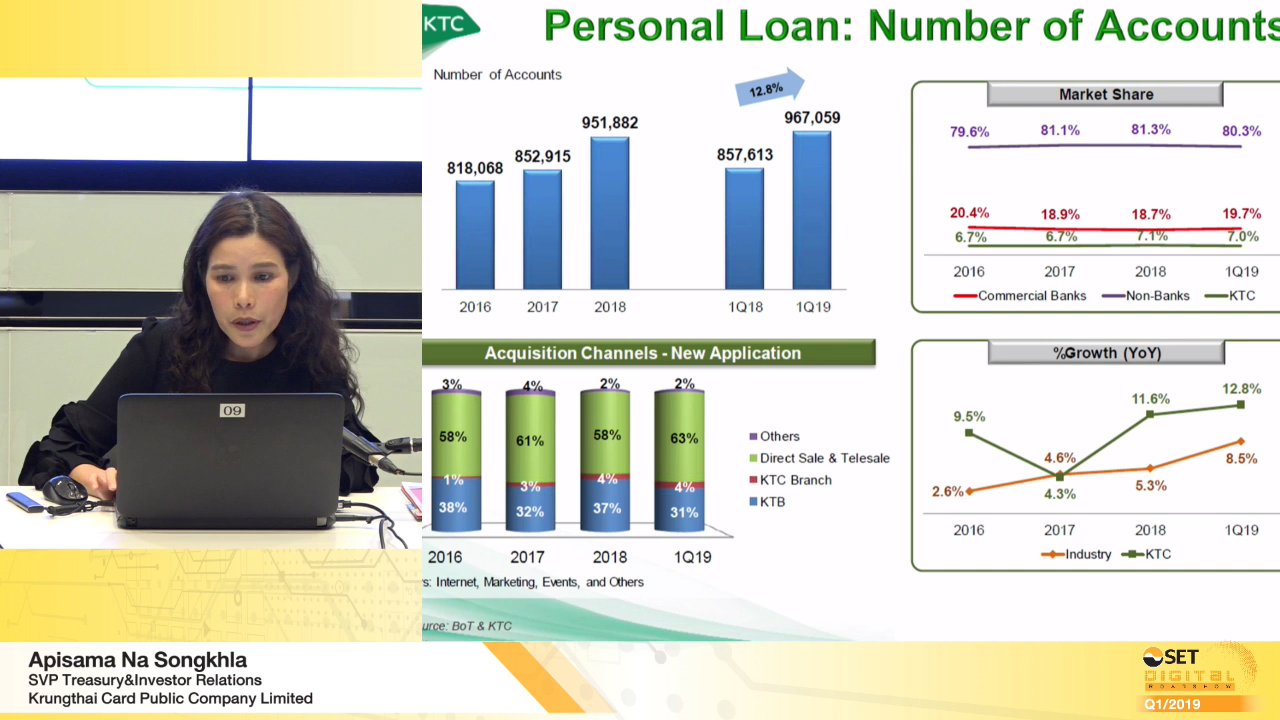 KTC
Personal Loan: Number of Accounts
Number of Accounts
12.8%
818,068
852,915
951,882
857,613
967,059
2016
2017
2018
1Q18
1Q19
Market Share
79.6%
81.1%
81.3%
80.3%
20.4%
18.9%
18.7%
19.7%
6.7%
6.7%
7.1%
7.0%
2016
2017
2018
1Q19
Commercial Banks
Non-Banks
KTC
Acquisition Channels - New Application
3%
4%
2%
2%
58%
61%
58%
63%
1%
3%
4%
4%
38%
32%
37%
31%
2016
2017
2018
1Q19
Others
Direct Sale & Telesale
KTC Branch
KTB
s: Internet, Marketing, Events, and Others
urce: BoT & KTC
%Growth (YoY)
9.5%
4.6%
11.6%
12.8%
2.6%
4.3%
5.3%
8.5%
2016
2017
2018
1Q19
Industry
KTC
09
Apisama Na Songkhla
SVP Treasury&Investor Relations
Krungthai Card Public Company Limited
SET
DIGITAL
ROADSHOW
Q1/2019